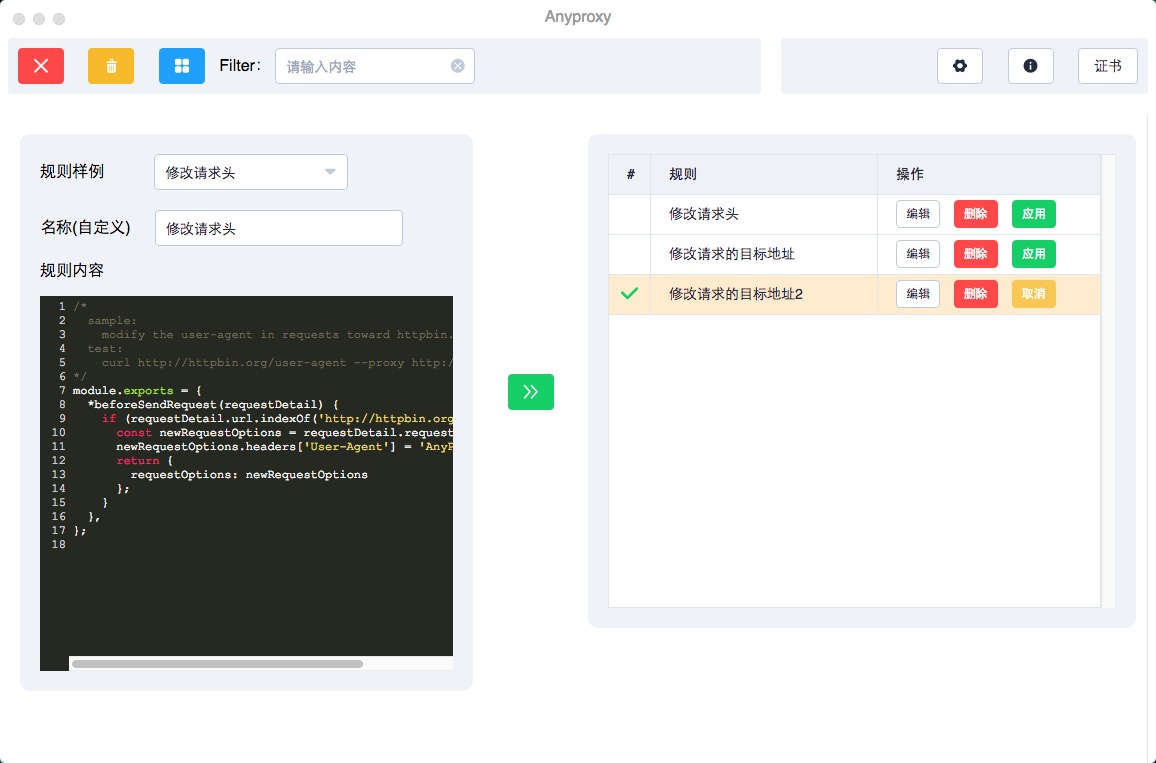 Anyproxy
Filter: 请输入内容 证书
规则样例 修改请求头
名称(自定义) 修改请求头
规则内容
1 /*
2 sample:
3 modify the user-agent in requests toward httpbin.
4 test:
5 curl http://httpbin.org/user-agent --proxy http:/
6 */
7 module.exports = {
8 *beforeSendRequest(requestDetail) {
9 if (requestDetail.url.indexOf('http://httpbin.org
10 const newRequestOptions = requestDetail.request
11 newRequestOptions.headers['User-Agent'] = 'AnyP
12 return {
13 requestOptions: newRequestOptions
14 };
15 }
16 },
17 };
18
# 规则 操作
修改请求头 编辑 删除 应用
修改请求的目标地址 编辑 删除 应用
修改请求的目标地址2 编辑 删除 取消